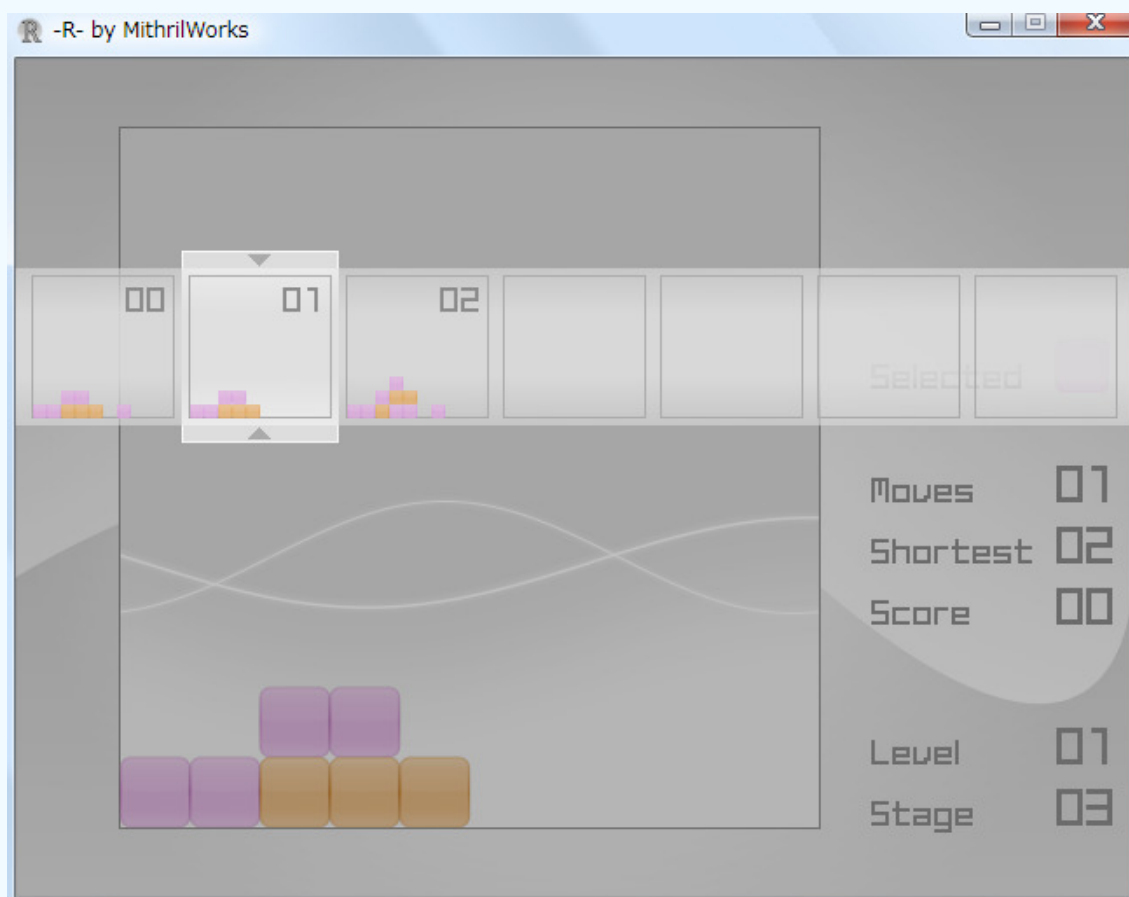 -R- by MithrilWorks
00
01
02
Selected
Moves 01
Shortest 02
Score 00
Level 01
Stage 03